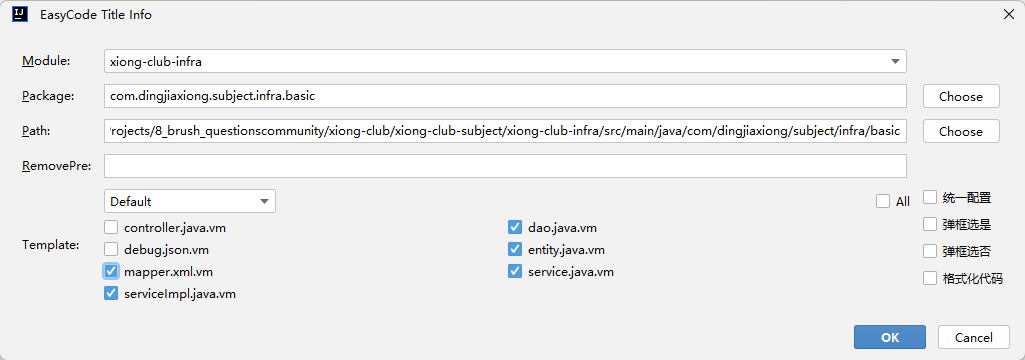 EasyCode Title Info
Module: xiong-club-infra
Package: com.dingjiaxiong.subject.infra.basic Choose
Path: rojects/8_brush_questionscommunity/xiong-club/xiong-club-subject/xiong-club-infra/src/main/java/com/dingjiaxiong/subject/infra/basic Choose
RemovePre:
Default All 统一配置
controller.java.vm dao.java.vm 弹框选是
Template: debug.json.vm entity.java.vm 弹框选否
mapper.xml.vm service.java.vm 格式化代码
serviceImpl.java.vm
OK Cancel